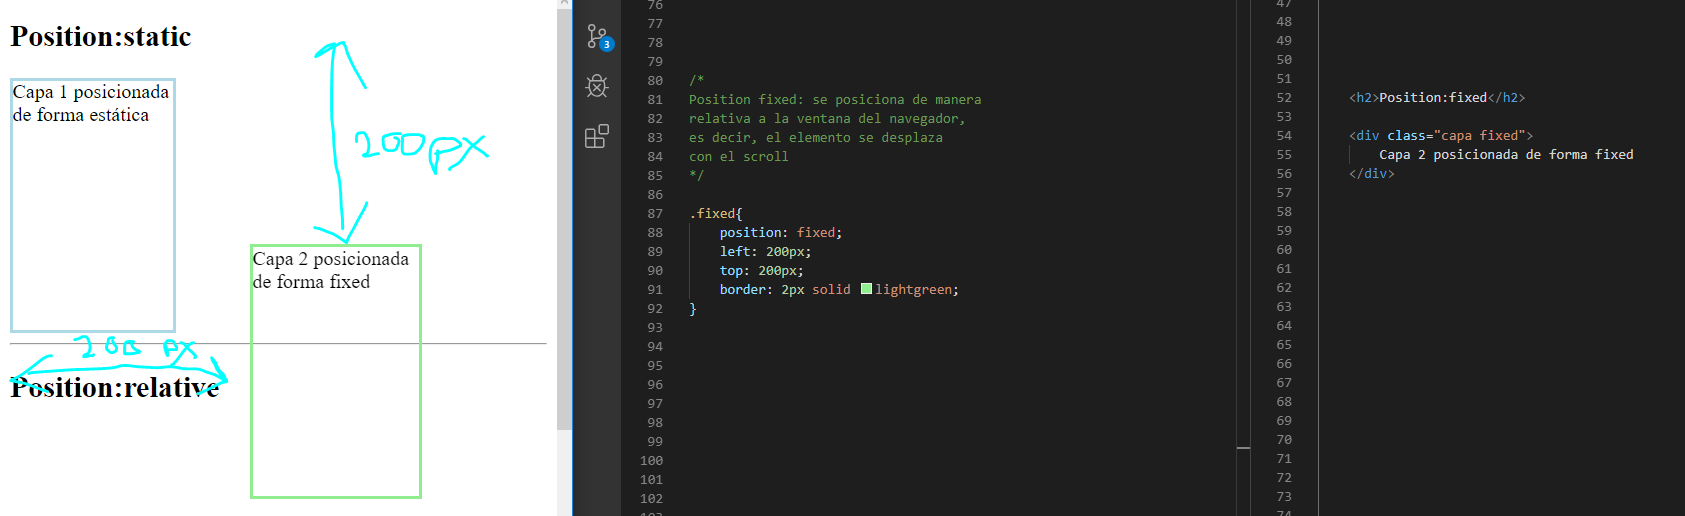 Position:static
Capa 1 posicionada
de forma estática
200px
Capa 2 posicionada
de forma fixed
200 PX
Position:relative
3
76
77
78
79
80 /*
81 Position fixed: se posiciona de manera
82 relativa a la ventana del navegador,
83 es decir, el elemento se desplaza
84 con el scroll
85 */
86
87 .fixed{
88 position: fixed;
89 left: 200px;
90 top: 200px;
91 border: 2px solid lightgreen;
92 }
93
94
95
96
97
98
99
100
101
102
47
48
49
50
51
52 <h2>Position:fixed</h2>
53
54 <div class="capa fixed">
55 Capa 2 posicionada de forma fixed
56 </div>
57
58
59
60
61
62
63
64
65
66
67
68
69
70
71
72
73
74